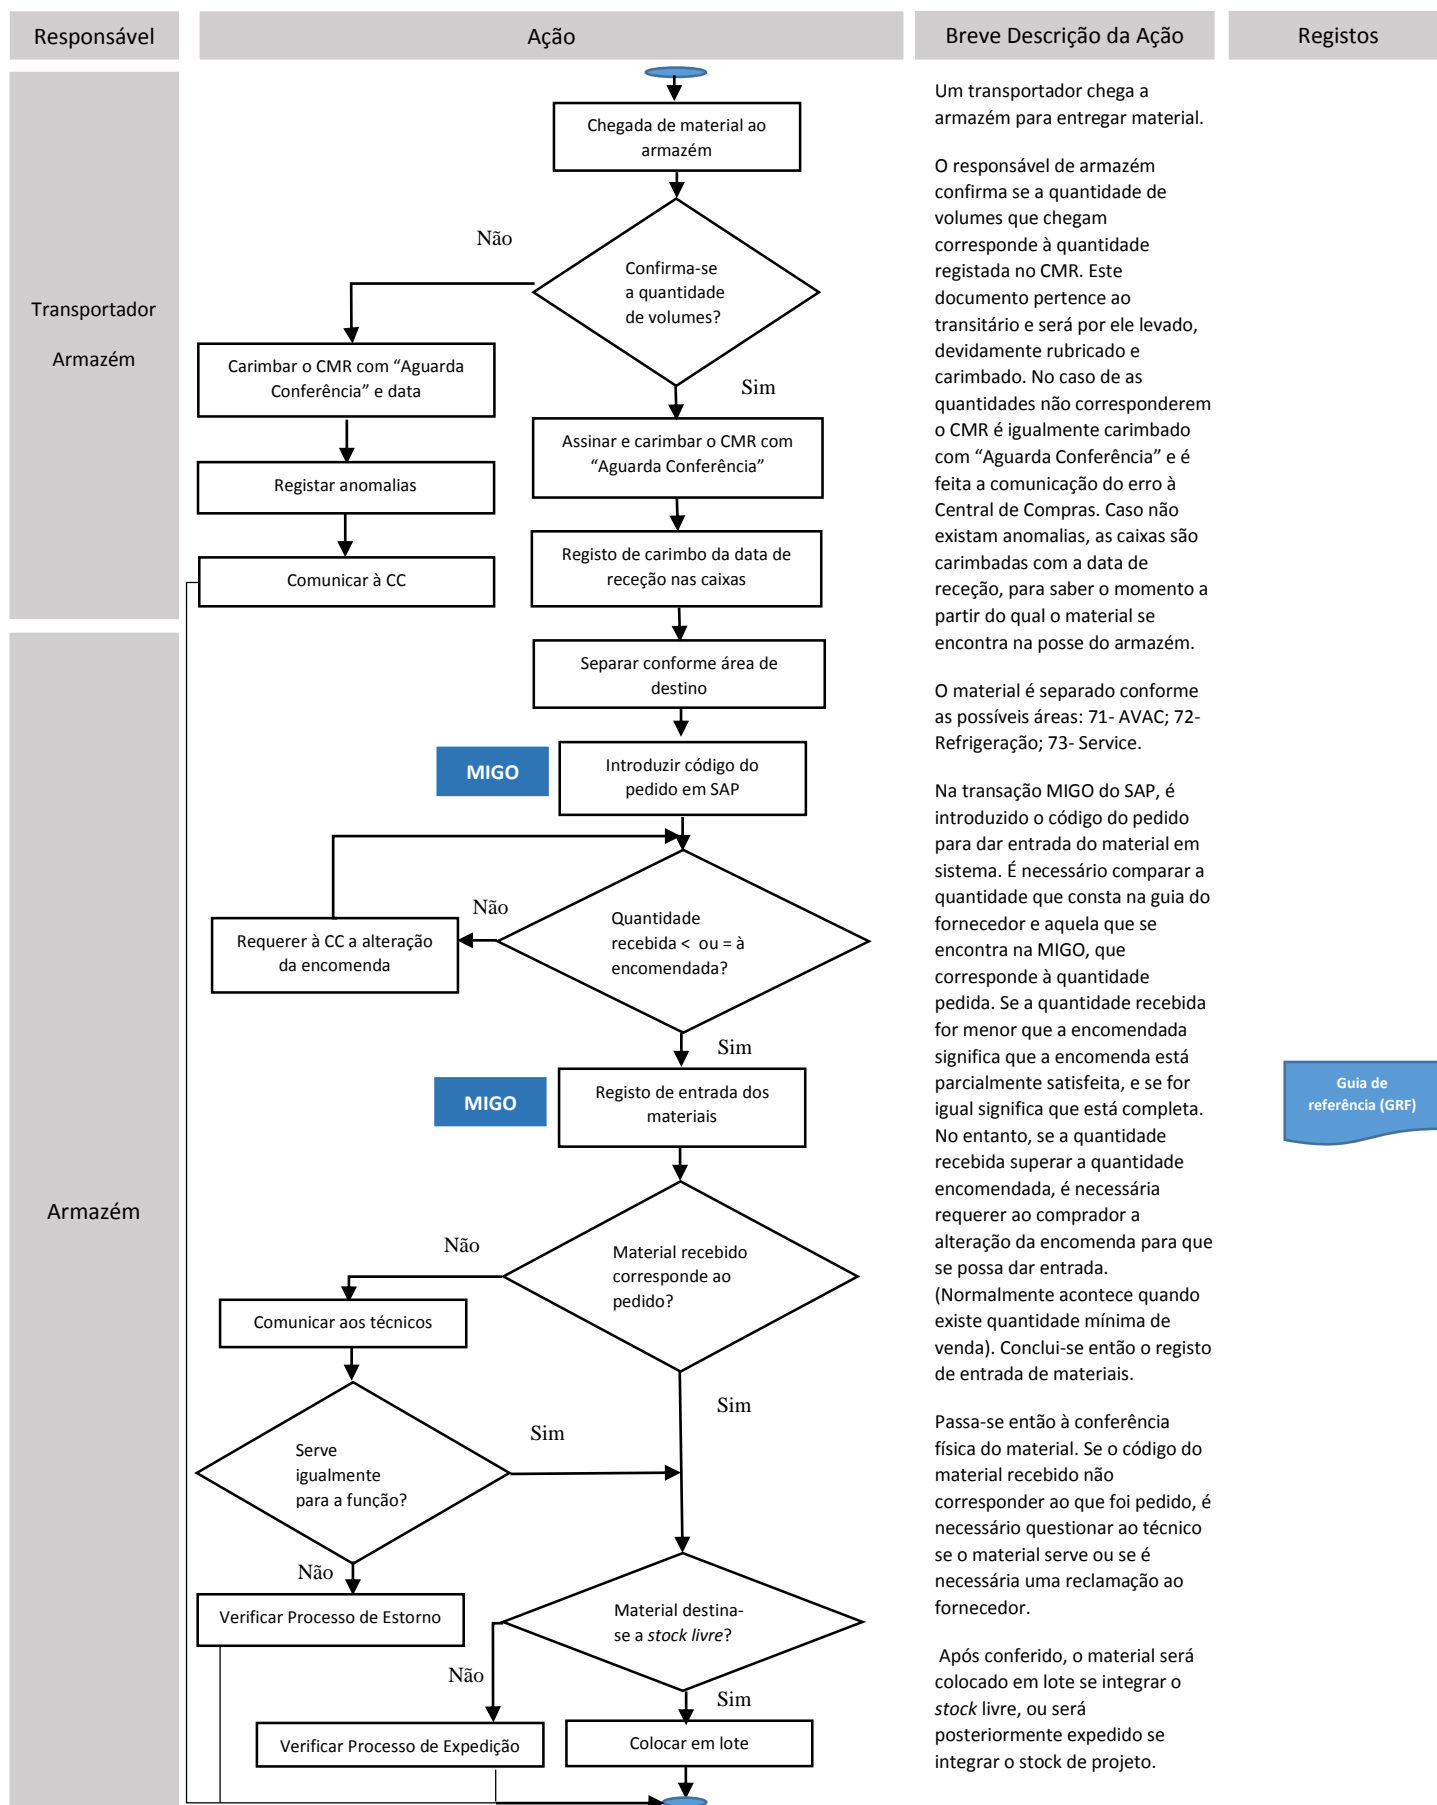 Responsável
Ação
Breve Descrição da Ação
Registos
Transportador
Armazém
Chegada de material ao
armazém
Não
Confirma-se
a quantidade
de volumes?
Carimbar o CMR com “Aguarda
Conferência” e data
Sim
Assinar e carimbar o CMR com
“Aguarda Conferência”
Registar anomalias
Registo de carimbo da data de
receção nas caixas
Comunicar à CC
Separar conforme área de
destino
MIGO
Introduzir código do
pedido em SAP
Não
Quantidade
recebida < ou = à
encomendada?
Requerer à CC a alteração
da encomenda
Sim
MIGO
Registo de entrada dos
materiais
Armazém
Não
Material recebido
corresponde ao
pedido?
Comunicar aos técnicos
Sim
Sim
Serve
igualmente
para a função?
Não
Verificar Processo de Estorno
Material destina-
se a stock livre?
Não
Sim
Verificar Processo de Expedição
Colocar em lote
Um transportador chega a
armazém para entregar material.
O responsável de armazém
confirma se a quantidade de
volumes que chegam
corresponde à quantidade
registada no CMR. Este
documento pertence ao
transitário e será por ele levado,
devidamente rubricado e
carimbado. No caso de as
quantidades não corresponderem
o CMR é igualmente carimbado
com “Aguarda Conferência” e é
feita a comunicação do erro à
Central de Compras. Caso não
existam anomalias, as caixas são
carimbadas com a data de
receção, para saber o momento a
partir do qual o material se
encontra na posse do armazém.
O material é separado conforme
as possíveis áreas: 71- AVAC; 72-
Refrigeração; 73- Service.
Na transação MIGO do SAP, é
introduzido o código do pedido
para dar entrada do material em
sistema. É necessário comparar a
quantidade que consta na guia do
fornecedor e aquela que se
encontra na MIGO, que
corresponde à quantidade
pedida. Se a quantidade recebida
for menor que a encomendada
significa que a encomenda está
parcialmente satisfeita, e se for
igual significa que está completa.
No entanto, se a quantidade
recebida superar a quantidade
encomendada, é necessária
requerer ao comprador a
alteração da encomenda para que
se possa dar entrada.
(Normalmente acontece quando
existe quantidade mínima de
venda). Conclui-se então o registo
de entrada de materiais.
Passa-se então à conferência
física do material. Se o código do
material recebido não
corresponder ao que foi pedido, é
necessário questionar ao técnico
se o material serve ou se é
necessária uma reclamação ao
fornecedor.
Após conferido, o material será
colocado em lote se integrar o
stock livre, ou será
posteriormente expedido se
integrar o stock de projeto.
Guia de
referência (GRF)